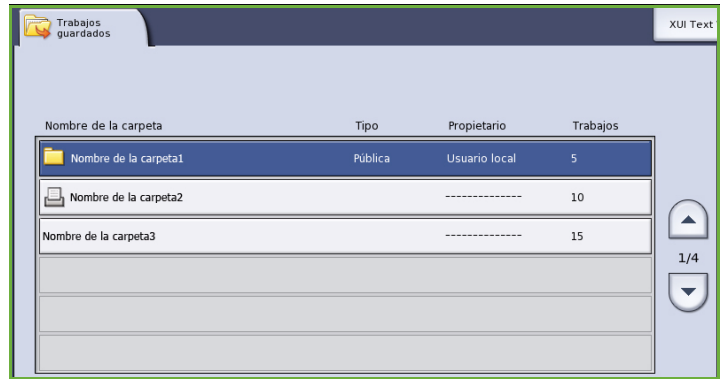 Trabajos
guardados
XUI Text
Nombre de la carpeta Tipo Propietario Trabajos
Nombre de la carpeta1 Pública Usuario local 5
Nombre de la carpeta2 -------------- 10
Nombre de la carpeta3 -------------- 15
1/4